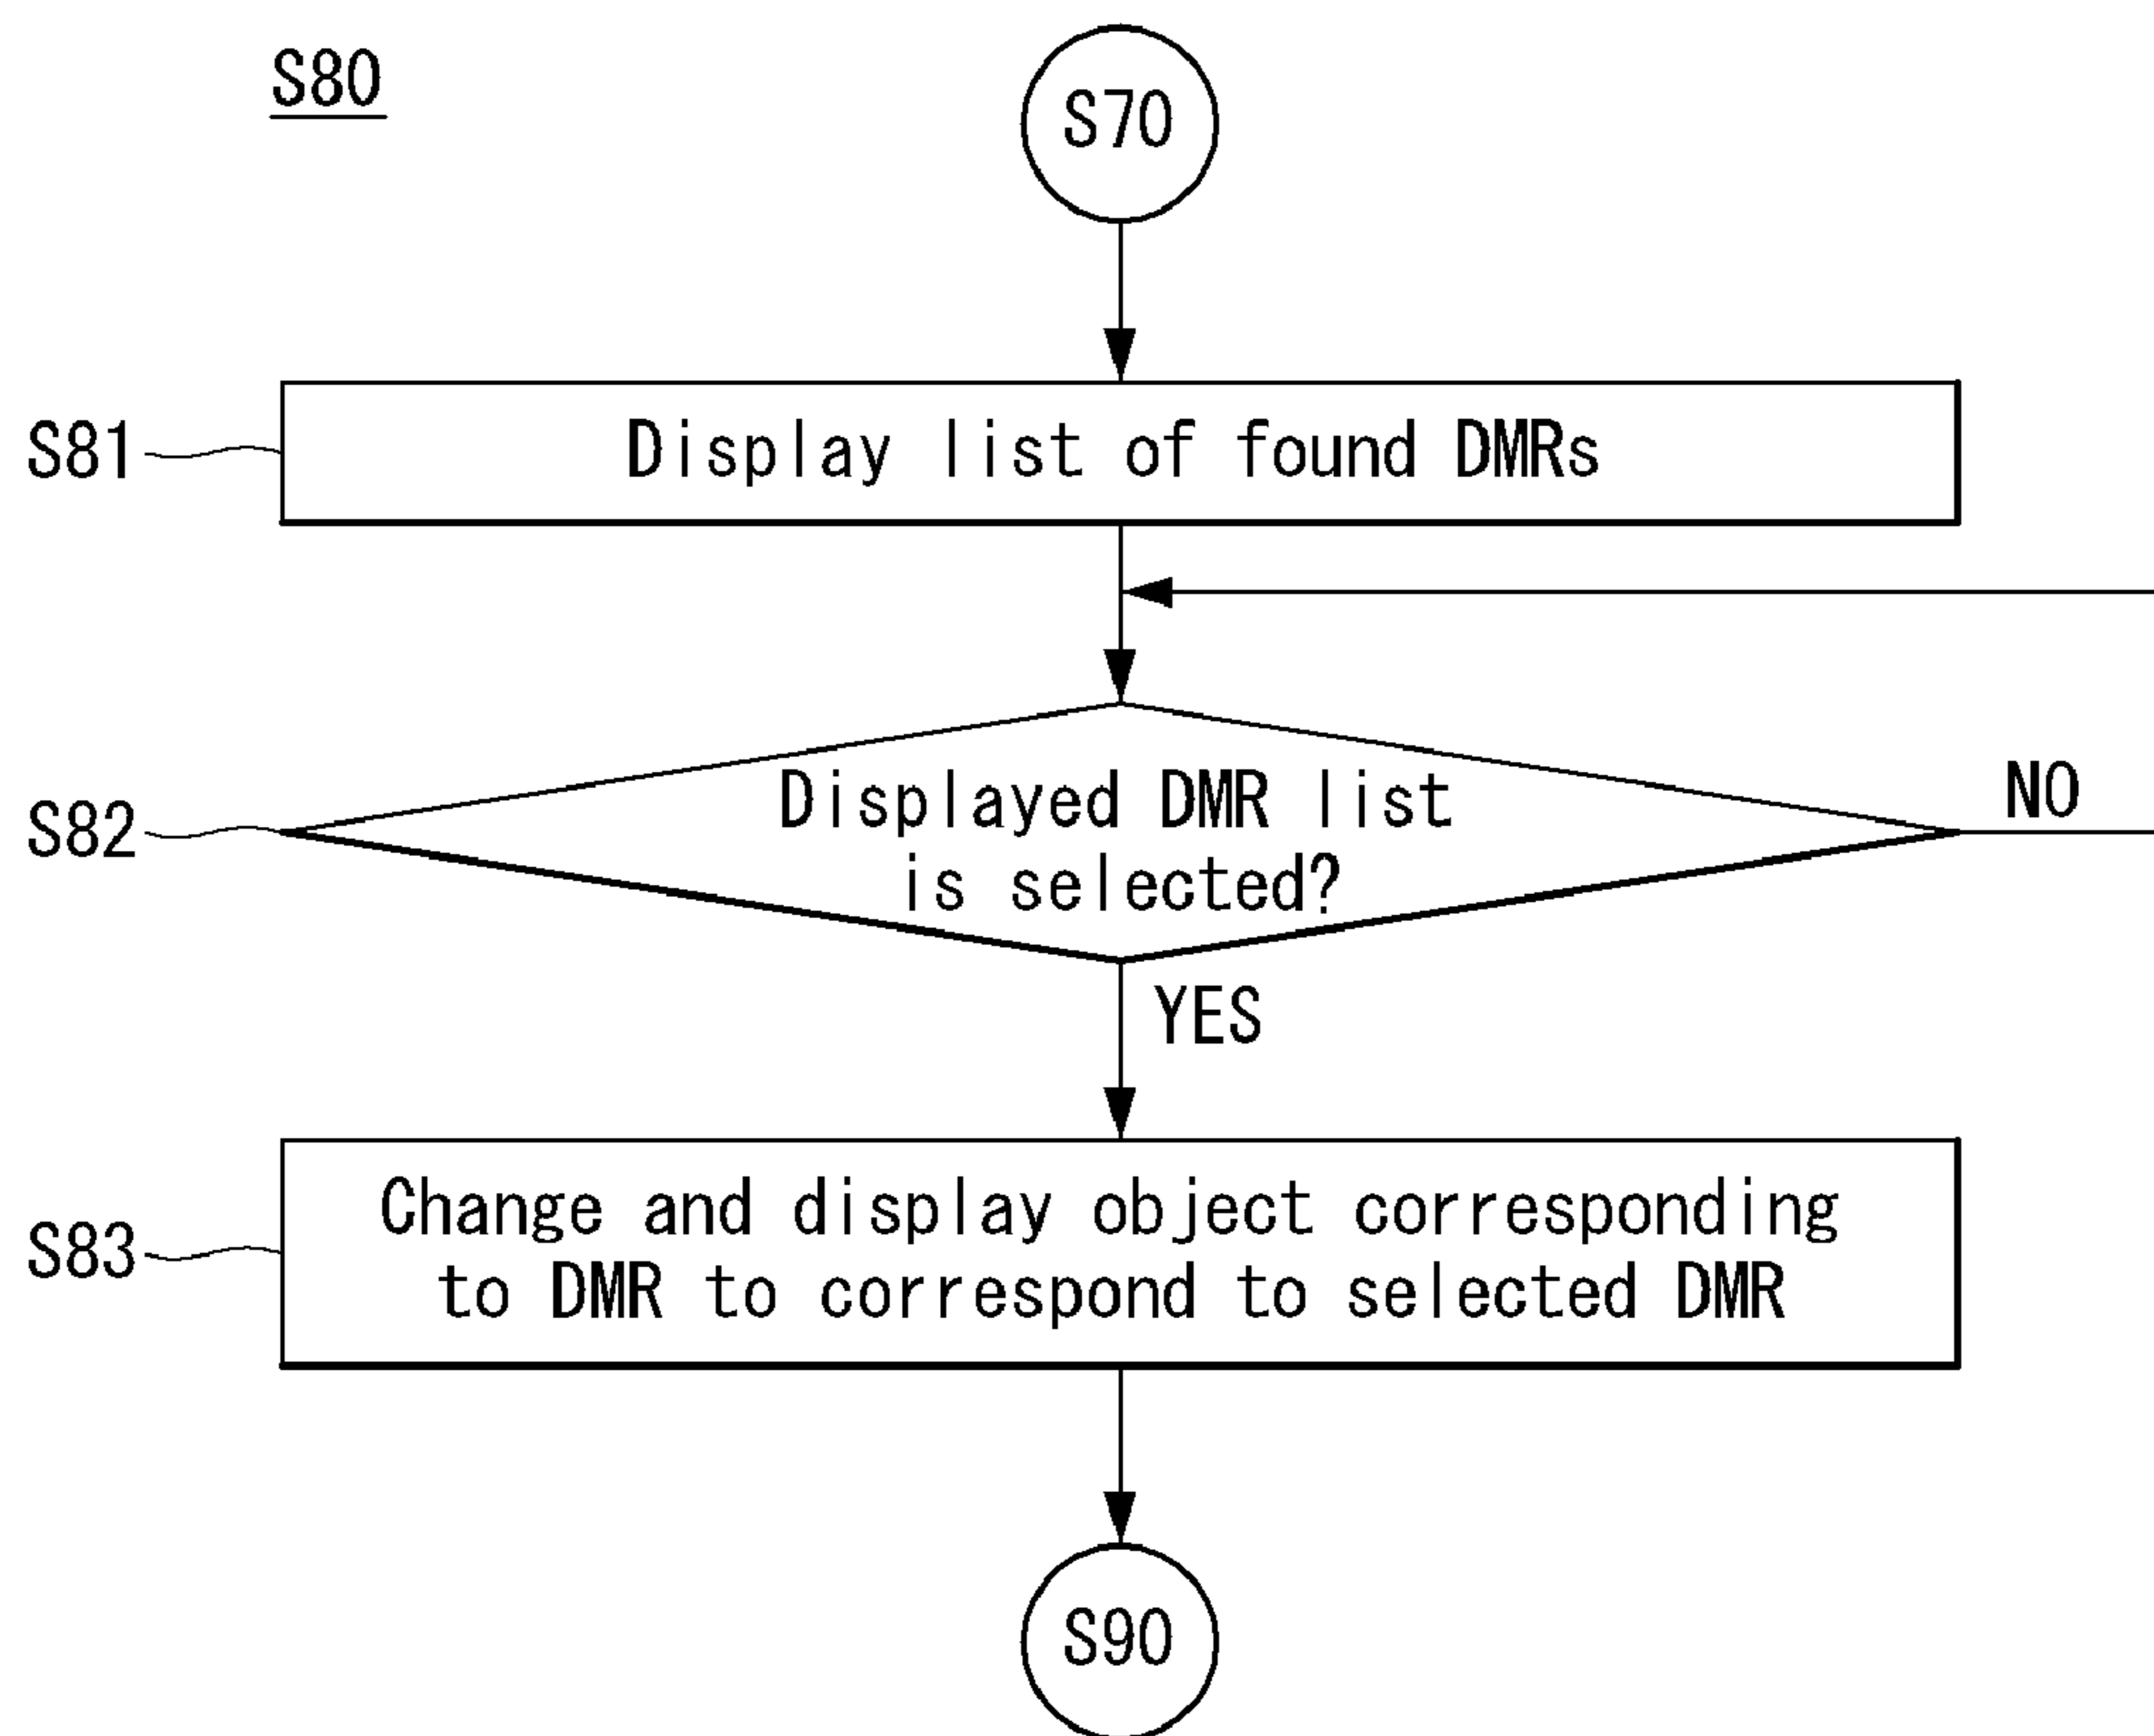 S80
S70
S81
Display list of found DMRs
S82
Displayed DMR list
is selected?
NO
YES
S83
Change and display object corresponding
to DMR to correspond to selected DMR
S90